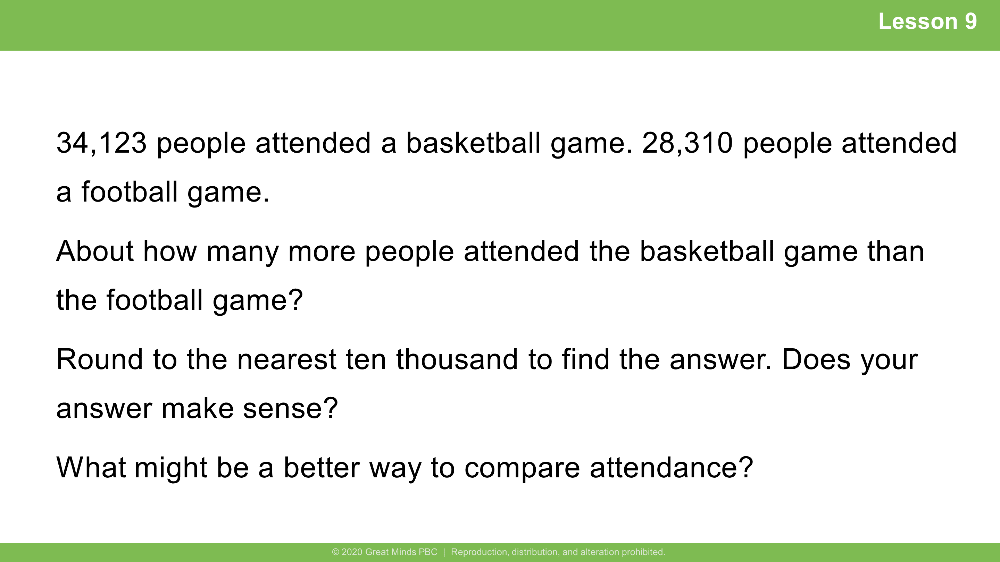 Lesson 9
34,123 people attended a basketball game. 28,310 people attended
a football game.
About how many more people attended the basketball game than
the football game?
Round to the nearest ten thousand to find the answer. Does your
answer make sense?
What might be a better way to compare attendance?
© 2020 Great Minds PBC | Reproduction, distribution, and alteration prohibited.